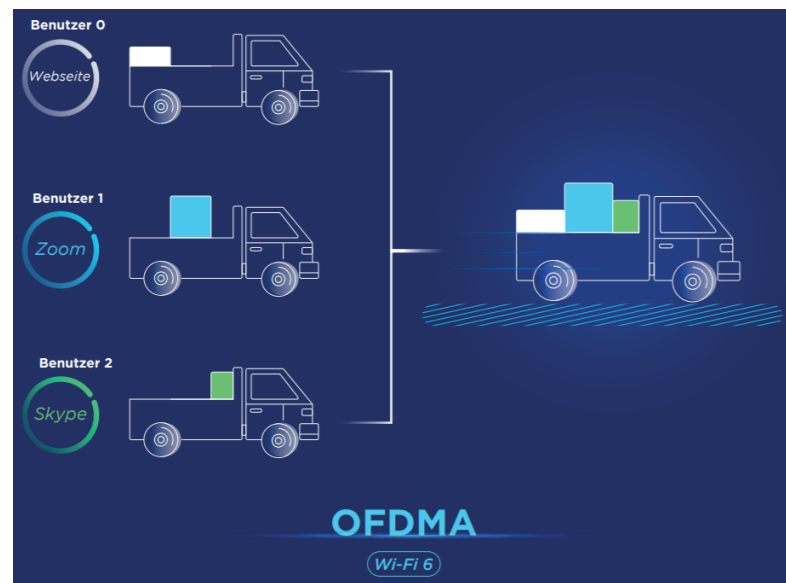 Benutzer 0
Webseite
Benutzer 1
Zoom
Benutzer 2
Skype
OFDMA
Wi-Fi 6